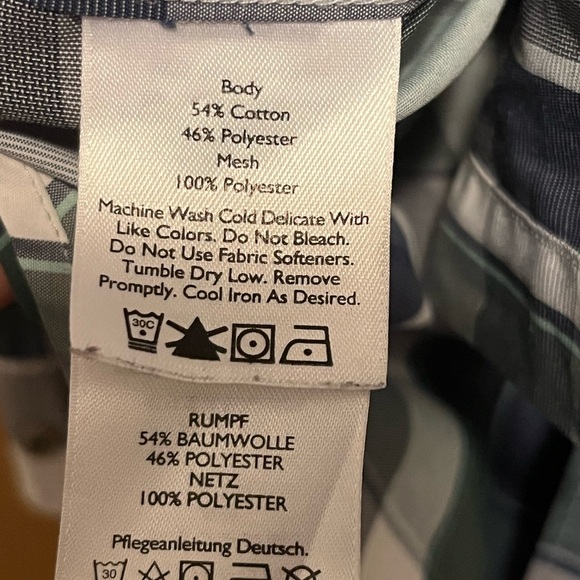 Body
54% Cotton
46% Polyester
Mesh
100% Polyester
Machine Wash Cold Delicate With
Like Colors. Do Not Bleach.
Do Not Use Fabric Softeners.
Tumble Dry Low. Remove
Promptly. Cool Iron As Desired.
30C
RUMPF
54% BAUMWOLLE
46% POLYESTER
NETZ
100% POLYESTER
Pflegeanleitung Deutsch.
30